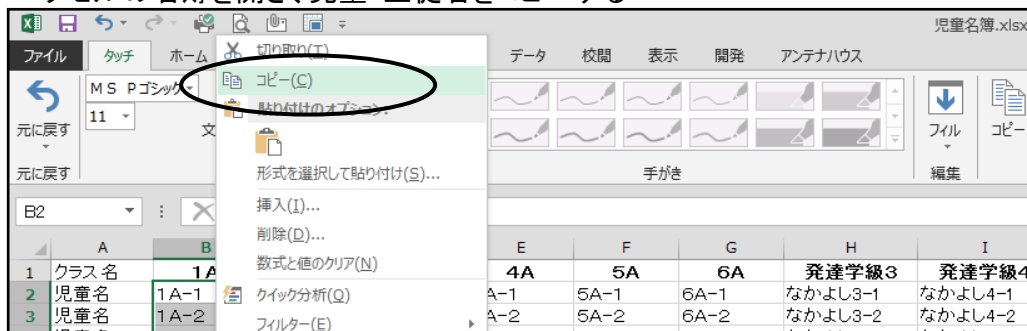 児童名簿.xlsx
ファイル タッチ ホーム データ 校閲 表示 開発 アンテナハウス
切り取り(T)
コピー(C)
貼り付けのオプション:
形式を選択して貼り付け(S)...
挿入(I)...
削除(D)...
数式と値のクリア(N)
クイック分析(Q)
フィルター(E)
元に戻す
ＭＳ Ｐゴシック
11
文
元に戻す
手がき
フィル コピー
編集
B2
A B E F G H I
1 クラス名 1A 4A 5A 6A 発達学級3 発達学級4
2 児童名 1A-1 A-1 5A-1 6A-1 なかよし3-1 なかよし4-1
3 児童名 1A-2 A-2 5A-2 6A-2 なかよし3-2 なかよし4-2